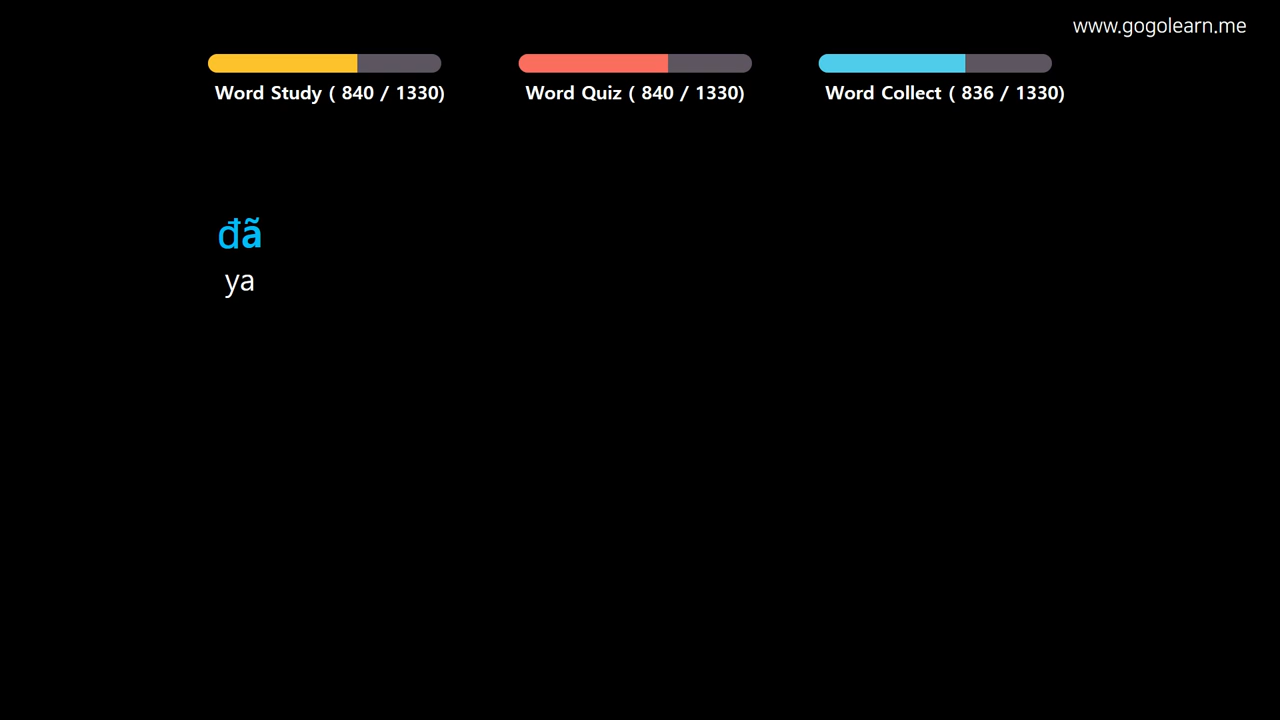 www.gogolearn.me
Word Study ( 840 / 1330)
Word Quiz ( 840 / 1330)
Word Collect ( 836 / 1330)
đã
ya